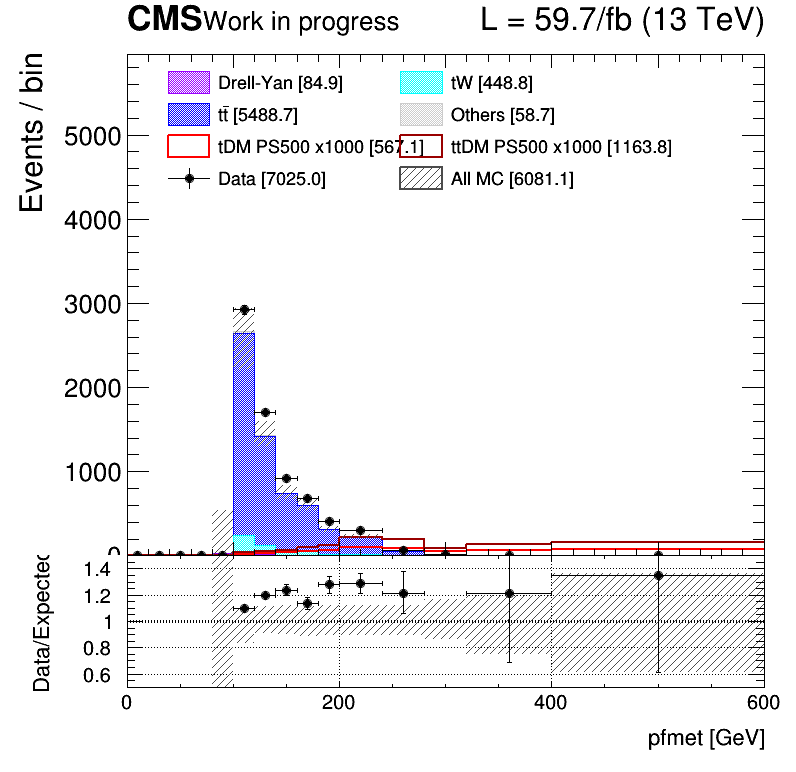 CMS Work in progress L = 59.7/fb (13 TeV)
Events / bin
Drell-Yan [84.9] tW [448.8]
tt̄ [5488.7] Others [58.7]
tDM PS500 x1000 [567.1] ttDM PS500 x1000 [1163.8]
Data [7025.0] All MC [6081.1]
5000
4000
3000
2000
1000
0
Data/Expected
1.4
1.2
1
0.8
0.6
0 200 400 600
pfmet [GeV]